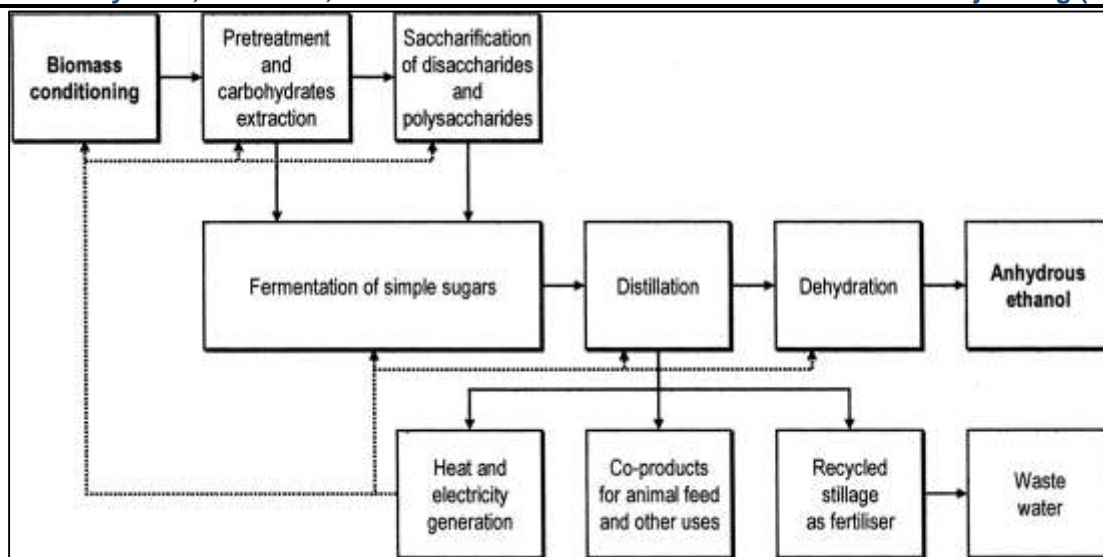 Biomass
conditioning
Pretreatment
and
carbohydrates
extraction
Saccharification
of disaccharides
and
polysaccharides
Fermentation of simple sugars
Distillation
Dehydration
Anhydrous
ethanol
Heat and
electricity
generation
Co-products
for animal feed
and other uses
Recycled
stillage
as fertiliser
Waste
water